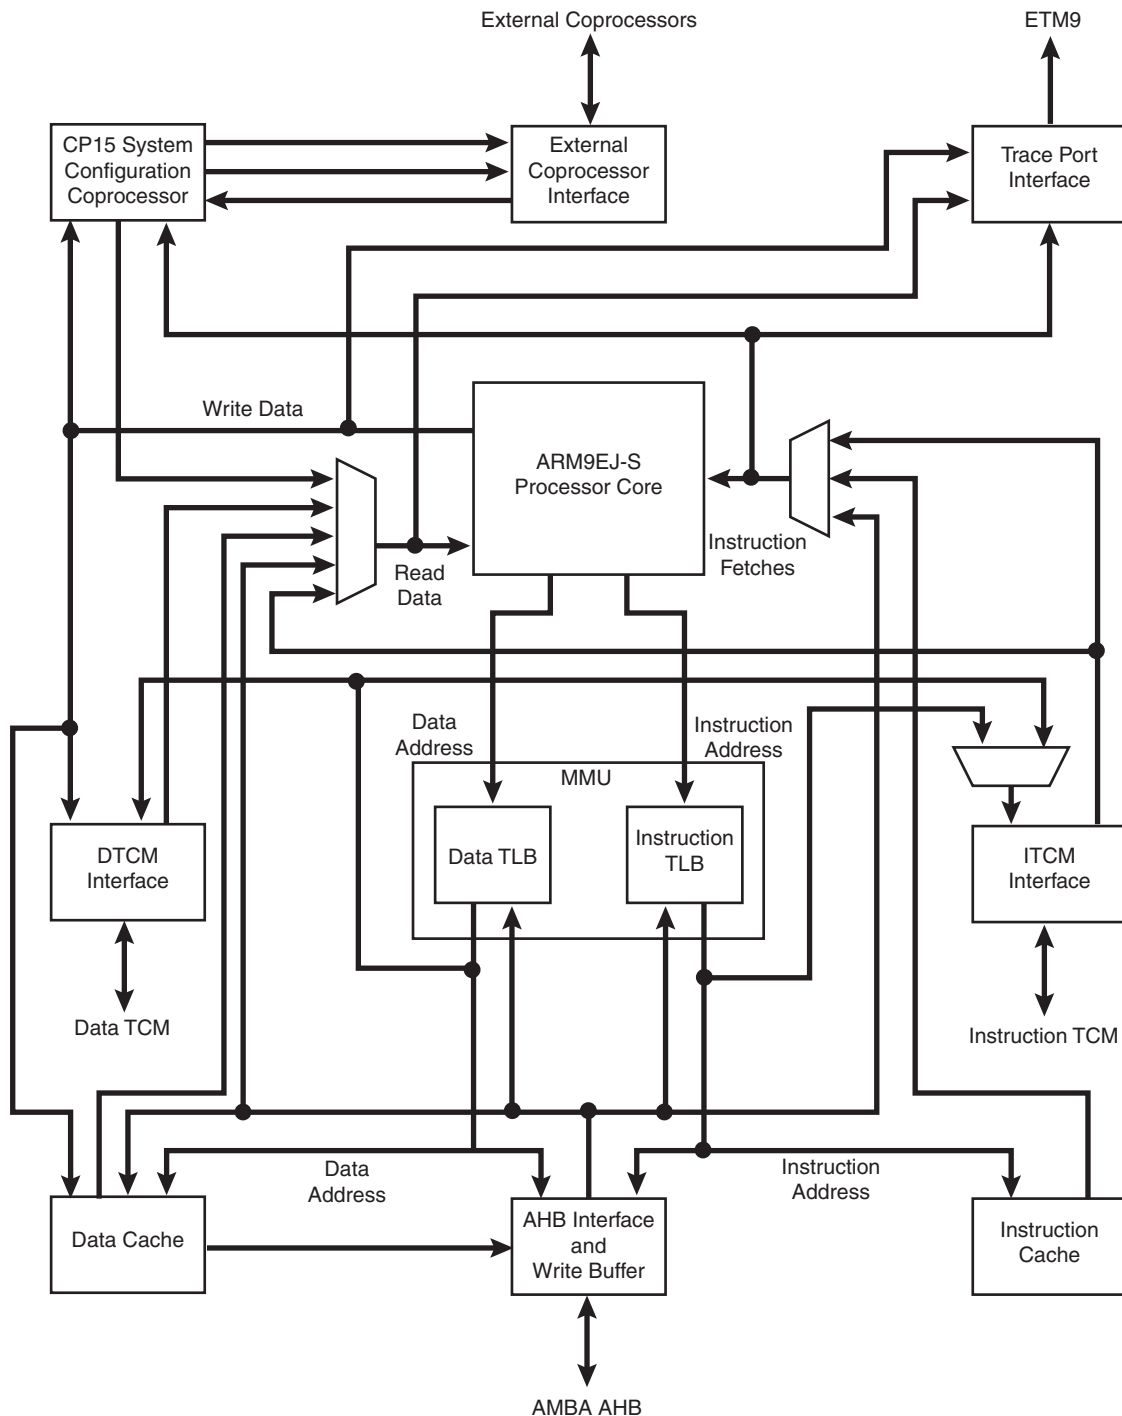 External Coprocessors
ETM9
CP15 System
Configuration
Coprocessor
External
Coprocessor
Interface
Trace Port
Interface
Write Data
ARM9EJ-S
Processor Core
Instruction
Fetches
Read
Data
Data
Address
Instruction
Address
MMU
DTCM
Interface
Data TLB
Instruction
TLB
ITCM
Interface
Data TCM
Instruction TCM
Data
Address
Instruction
Address
Data Cache
AHB Interface
and
Write Buffer
Instruction
Cache
AMBA AHB